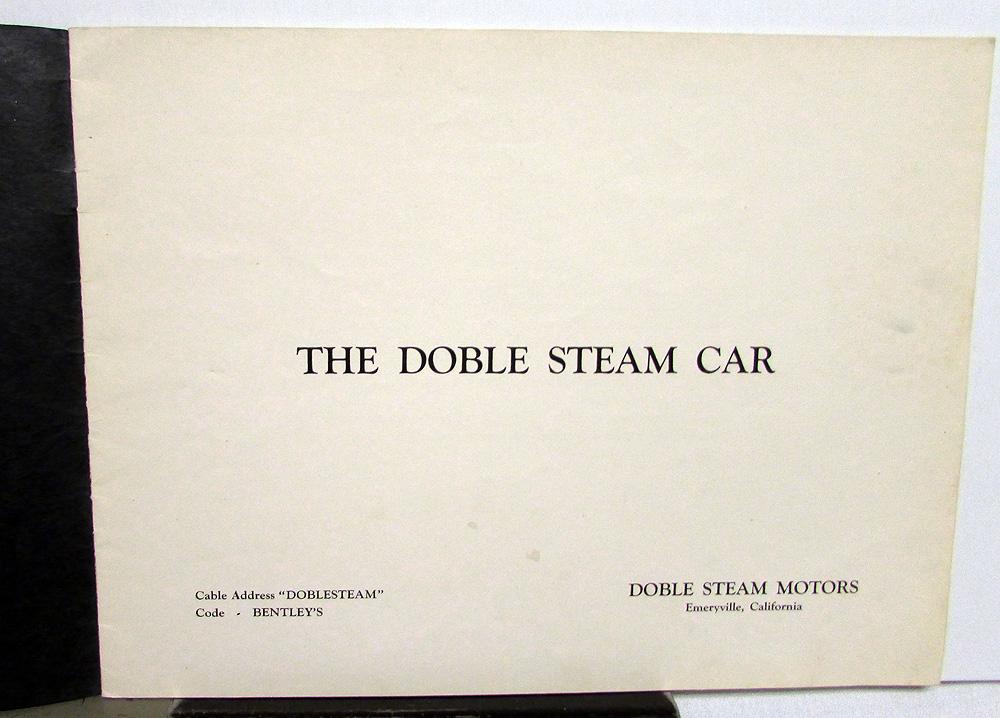 THE DOBLE STEAM CAR
Cable Address "DOBLESTEAM"
Code - BENTLEY'S
DOBLE STEAM MOTORS
Emeryville, California